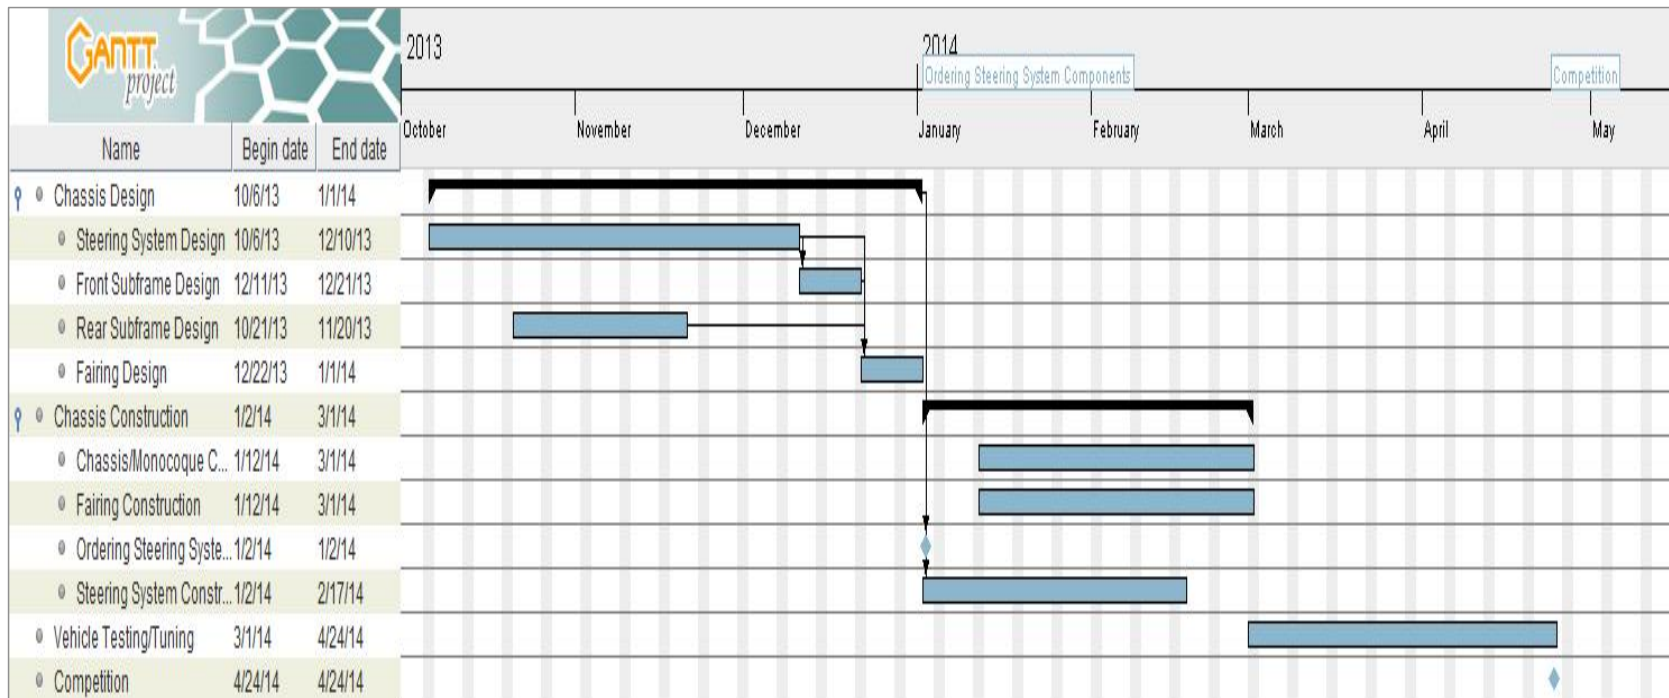 GANTT
project
2013
2014
Ordering Steering System Components
Competition
October November December January February March April May
Name Begin date End date
Chassis Design 10/6/13 1/1/14
Steering System Design 10/6/13 12/10/13
Front Subframe Design 12/11/13 12/21/13
Rear Subframe Design 10/21/13 11/20/13
Fairing Design 12/22/13 1/1/14
Chassis Construction 1/2/14 3/1/14
Chassis/Monocoque C... 1/12/14 3/1/14
Fairing Construction 1/12/14 3/1/14
Ordering Steering Syste... 1/2/14 1/2/14
Steering System Constr... 1/2/14 2/17/14
Vehicle Testing/Tuning 3/1/14 4/24/14
Competition 4/24/14 4/24/14